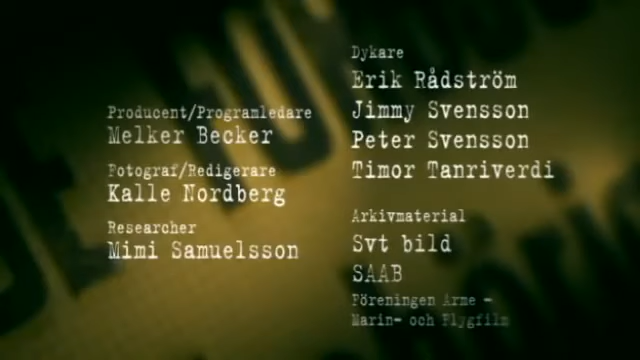 Producent/Programledare
Melker Becker
Fotograf/Redigerare
Kalle Nordberg
Researcher
Mimi Samuelsson
Dykare
Erik Rådström
Jimmy Svensson
Peter Svensson
Timor Tanriverdi
Arkivmaterial
Svt bild
SAAB
Föreningen Arme -
Marin- och Flygfilm